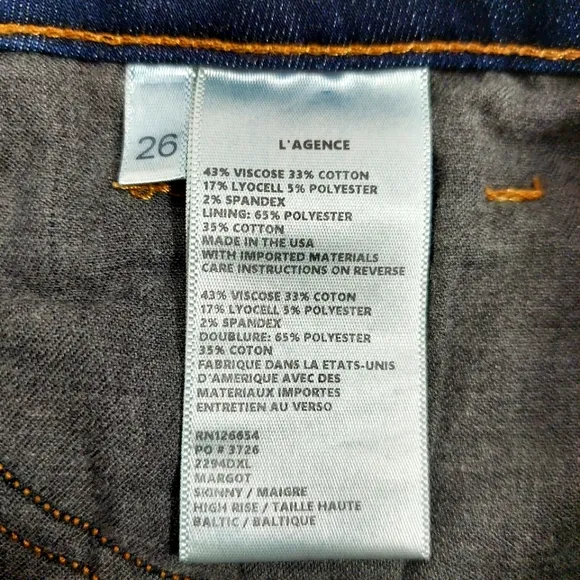 26
L'AGENCE
43% VISCOSE 33% COTTON
17% LYOCELL 5% POLYESTER
2% SPANDEX
LINING: 65% POLYESTER
35% COTTON
MADE IN THE USA
WITH IMPORTED MATERIALS
CARE INSTRUCTIONS ON REVERSE
43% VISCOSE 33% COTON
17% LYOCELL 5% POLYESTER
2% SPANDEX
DOUBLURE: 65% POLYESTER
35% COTON
FABRIQUE DANS LA ETATS-UNIS
D'AMERIQUE AVEC DES
MATERIAUX IMPORTES
ENTRETIEN AU VERSO
RN126654
PO # 3726
2294DXL
MARGOT
SKINNY / MAIGRE
HIGH RISE / TAILLE HAUTE
BALTIC / BALTIQUE